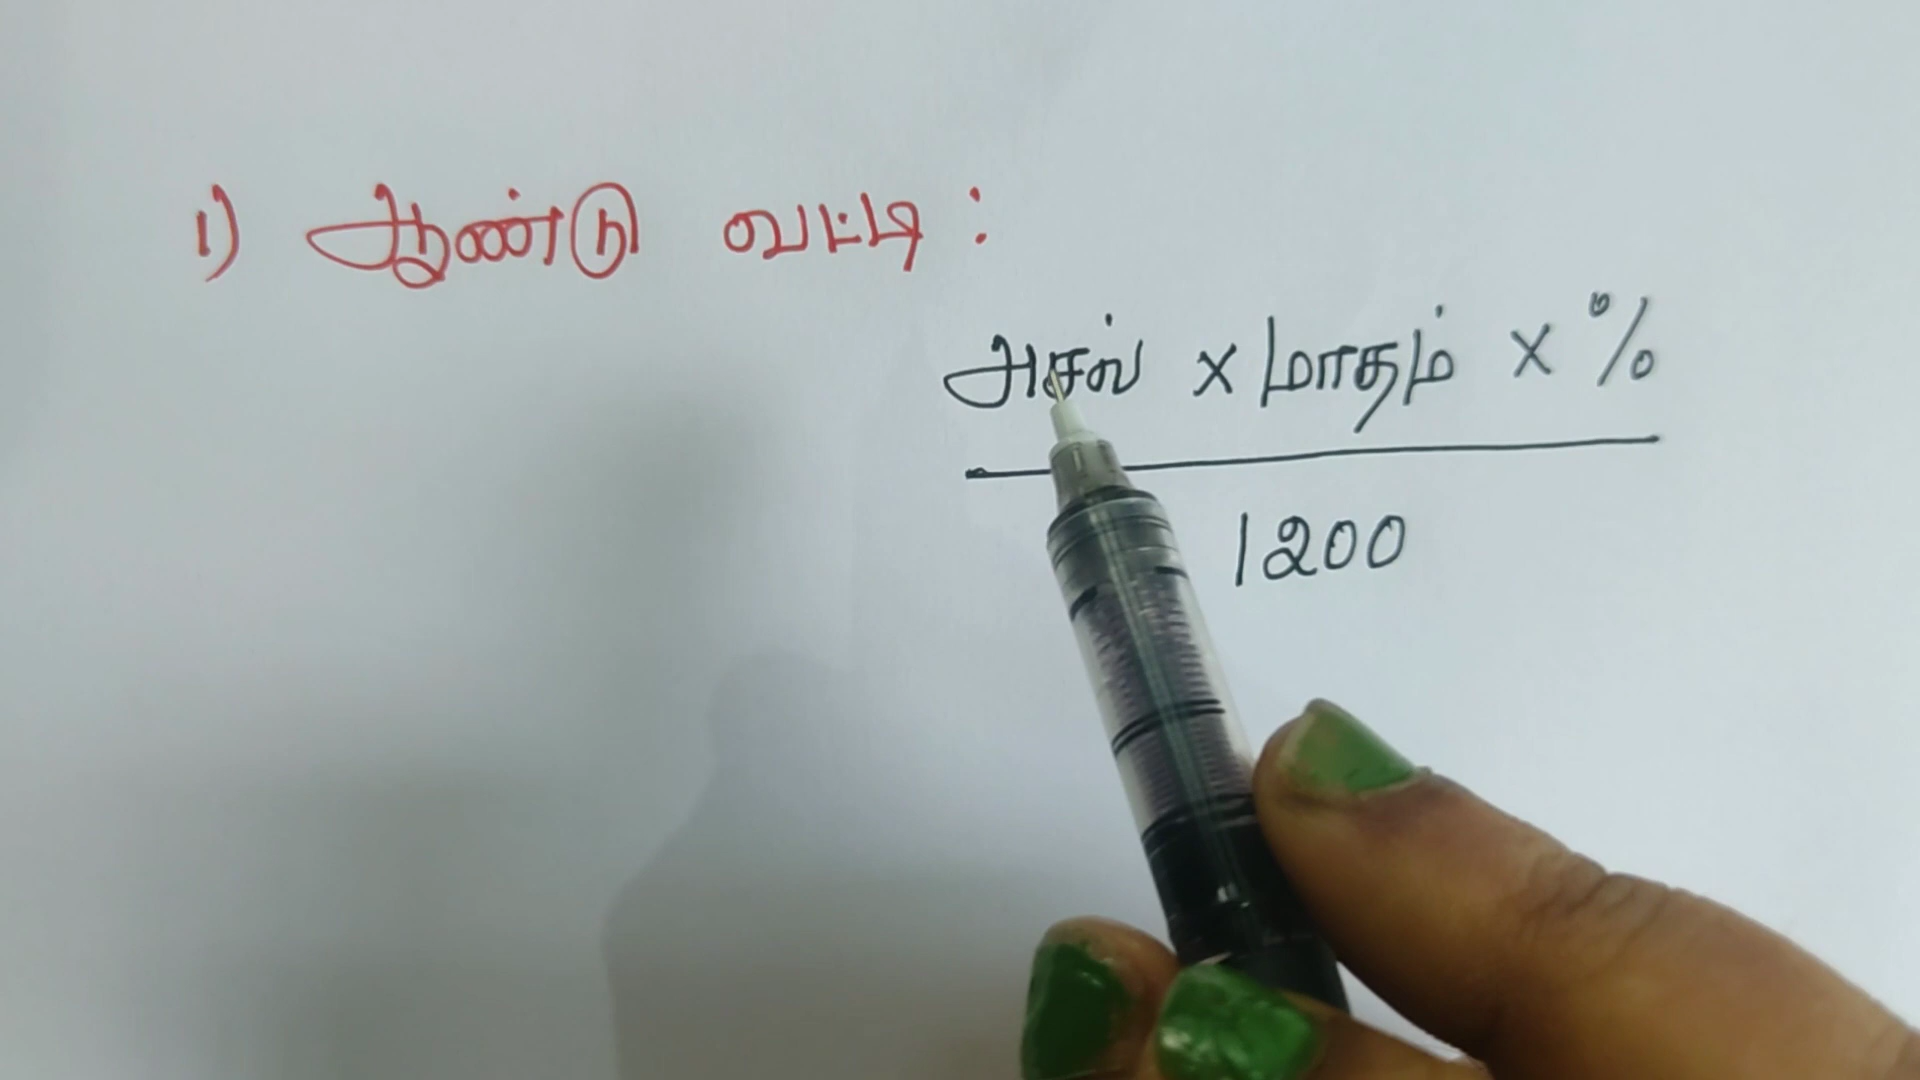 1) ஆண்டு வட்டி :
அசல் x மாதம் x %
1200